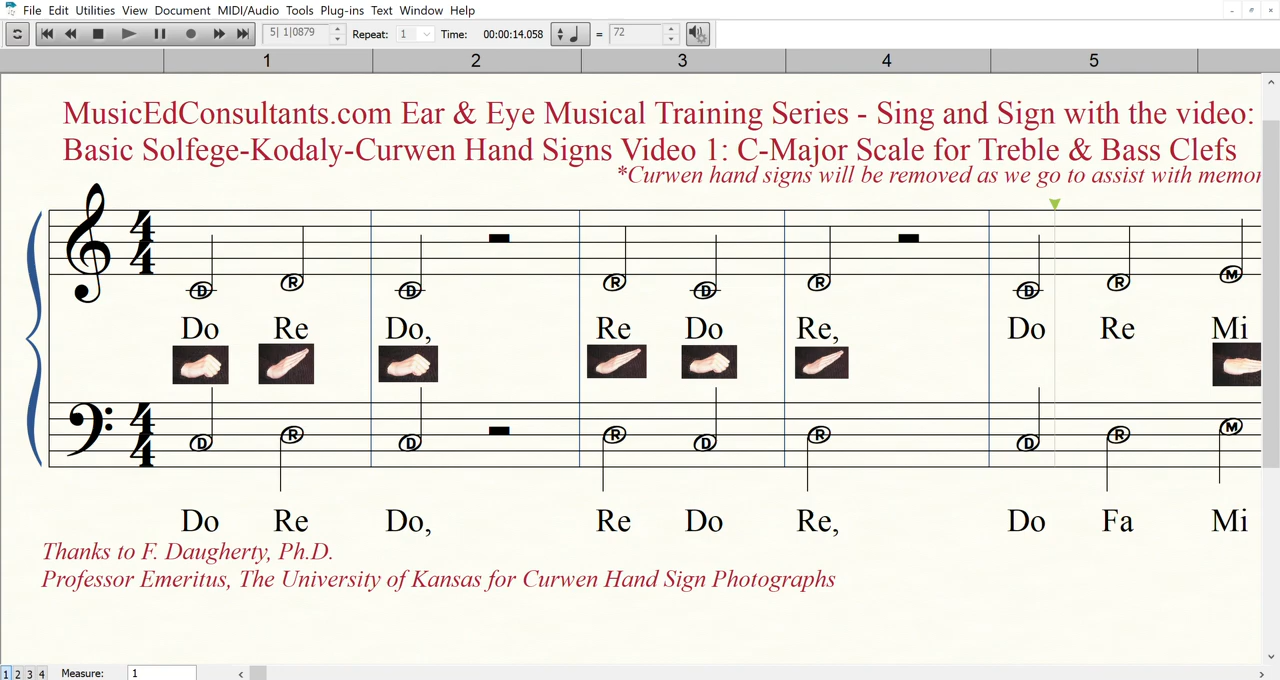 File Edit Utilities View Document MIDI/Audio Tools Plug-ins Text Window Help
5| 1|0879 Repeat: 1 Time: 00:00:14.058 = 72
1 2 3 4 5
MusicEdConsultants.com Ear & Eye Musical Training Series - Sing and Sign with the video:
Basic Solfege-Kodaly-Curwen Hand Signs Video 1: C-Major Scale for Treble & Bass Clefs
*Curwen hand signs will be removed as we go to assist with memor
4 4
D R D R D R D R M
Do Re Do, Re Do Re, Do Re Mi
4 4
D R D R D R D R M
Do Re Do, Re Do Re, Do Fa Mi
Thanks to F. Daugherty, Ph.D.
Professor Emeritus, The University of Kansas for Curwen Hand Sign Photographs
1 2 3 4 Measure: 1